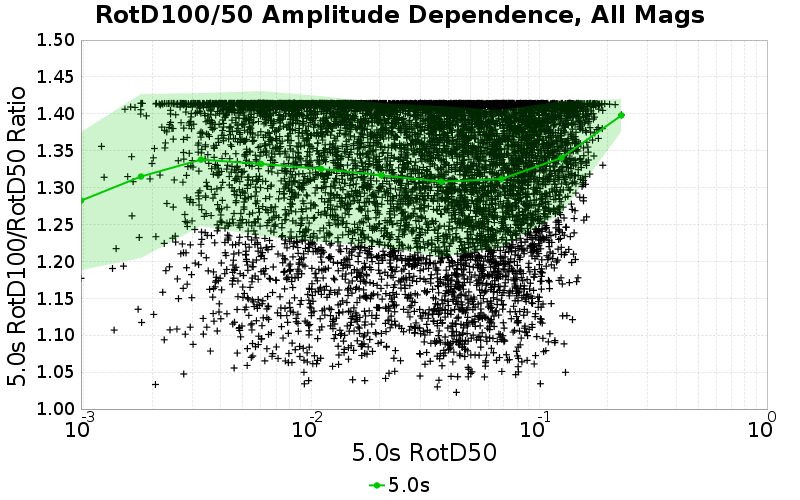 RotD100/50 Amplitude Dependence, All Mags
5.0s RotD100/RotD50 Ratio
1.50
1.45
1.40
1.35
1.30
1.25
1.20
1.15
1.10
1.05
1.00
10^-3 10^-2 10^-1 10^0
5.0s RotD50
5.0s